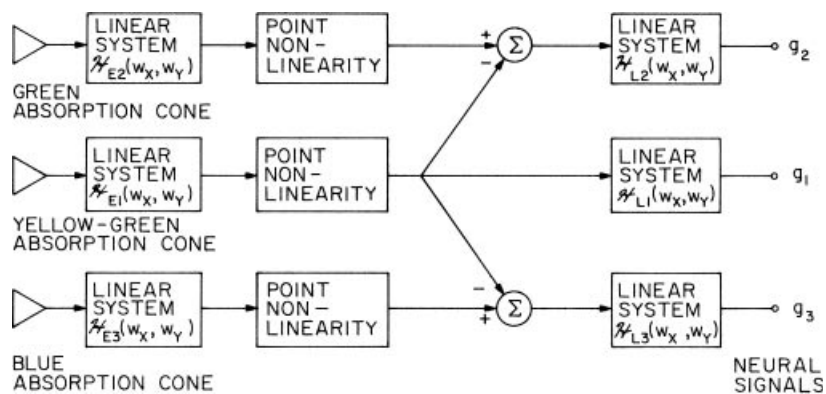 LINEAR
SYSTEM
ℋE2(wX, wY)
POINT
NON-
LINEARITY
+
−
Σ
LINEAR
SYSTEM
ℋL2(wX, wY)
g2
GREEN
ABSORPTION CONE
LINEAR
SYSTEM
ℋE1(wX, wY)
POINT
NON-
LINEARITY
LINEAR
SYSTEM
ℋL1(wX, wY)
g1
YELLOW-GREEN
ABSORPTION CONE
LINEAR
SYSTEM
ℋE3(wX, wY)
POINT
NON-
LINEARITY
−
+
Σ
LINEAR
SYSTEM
ℋL3(wX, wY)
g3
BLUE
ABSORPTION CONE
NEURAL
SIGNALS